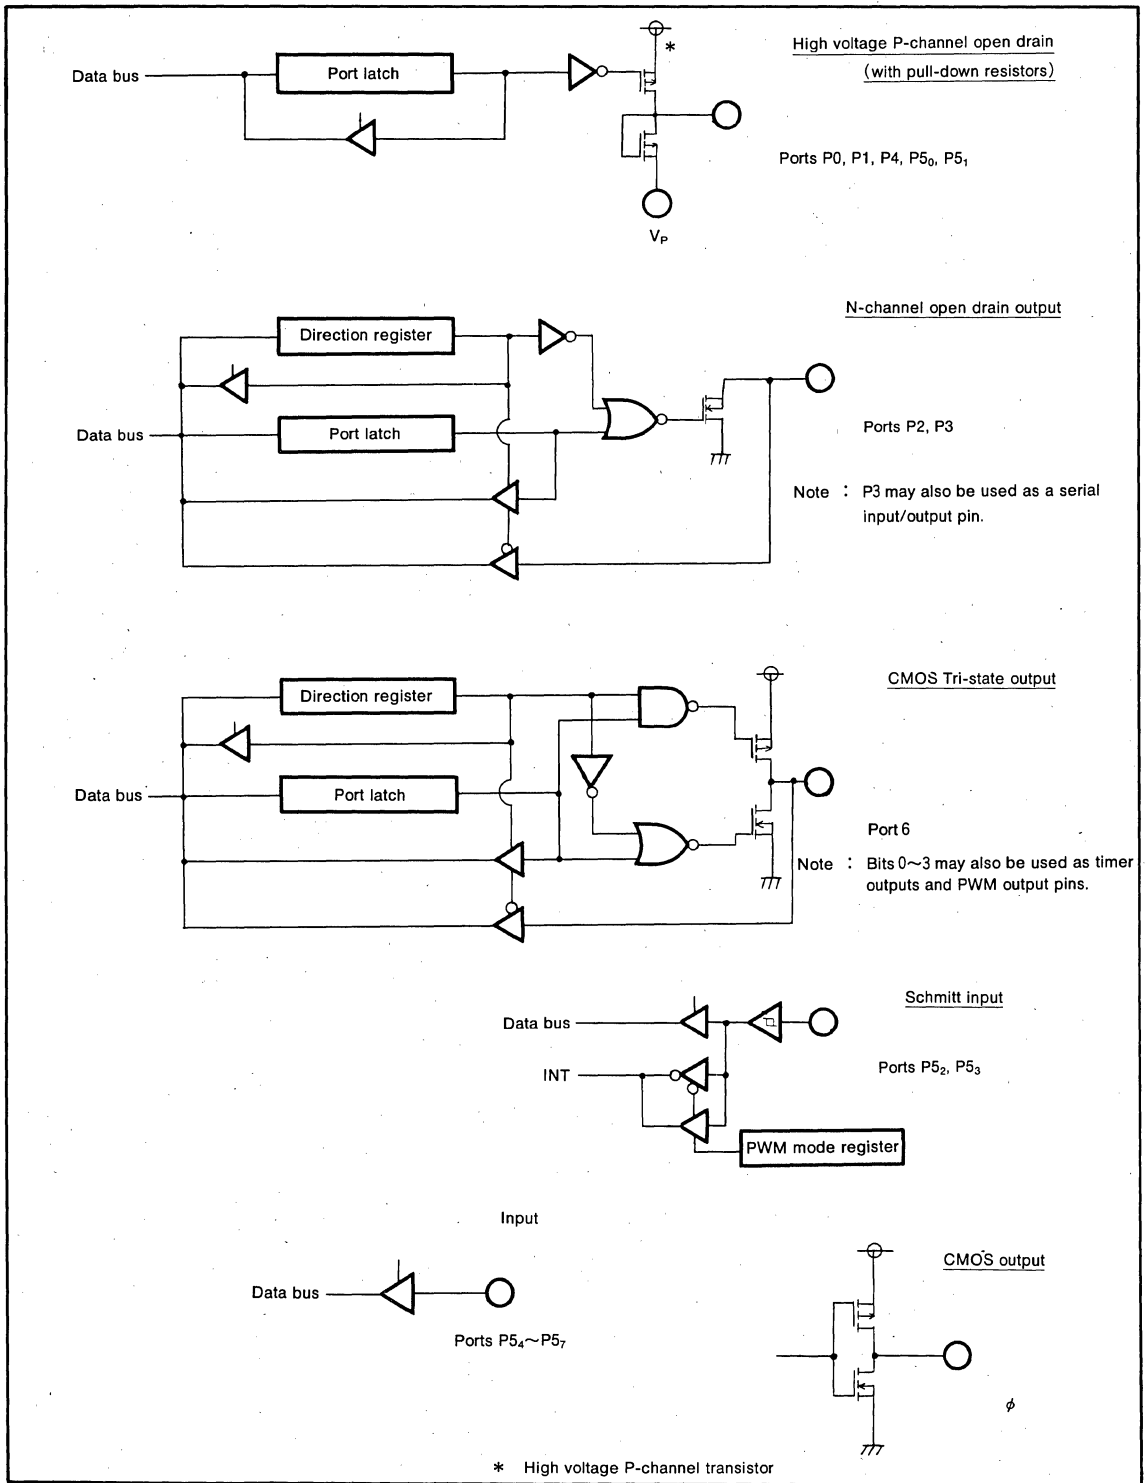 High voltage P-channel open drain
(with pull-down resistors)
*
Data bus
Port latch
Ports P0, P1, P4, P5₀, P5₁
V_P
N-channel open drain output
Direction register
Data bus
Port latch
Ports P2, P3
Note : P3 may also be used as a serial
input/output pin.
CMOS Tri-state output
Direction register
Data bus
Port latch
Port 6
Note : Bits 0~3 may also be used as timer
outputs and PWM output pins.
Schmitt input
Data bus
INT
Ports P5₂, P5₃
PWM mode register
Input
Data bus
Ports P5₄~P5₇
CMOS output
ϕ
* High voltage P-channel transistor